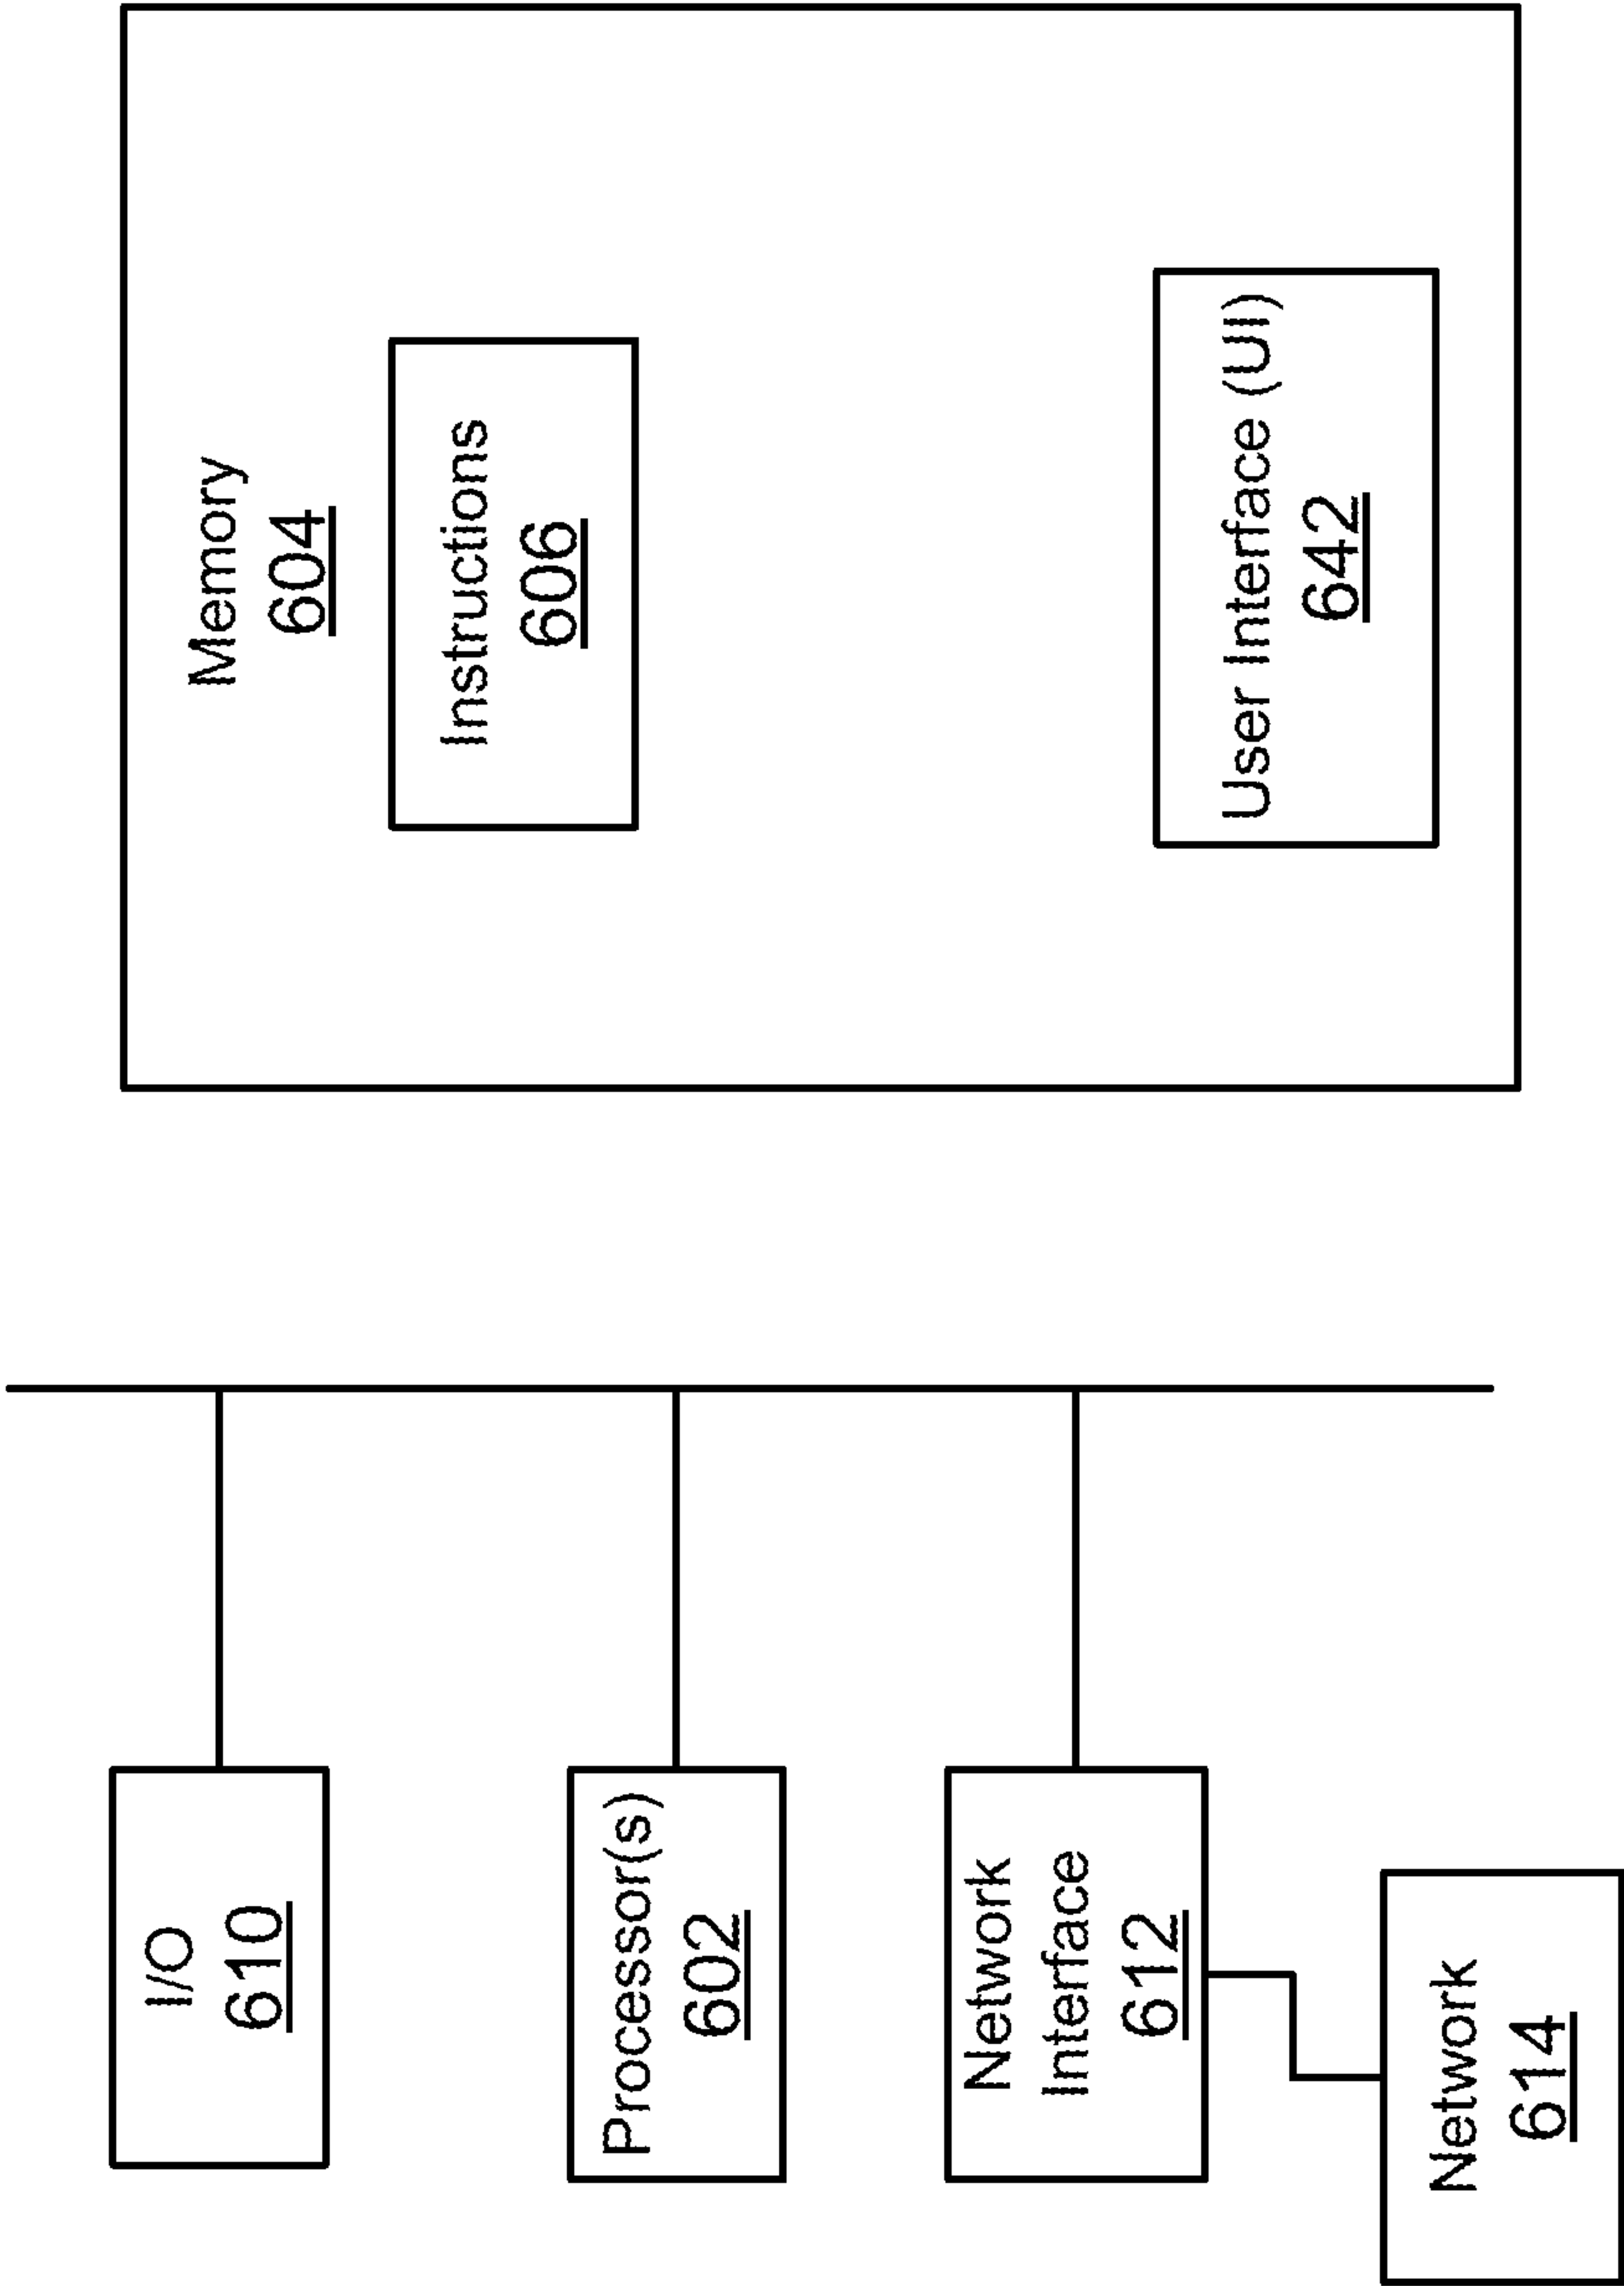 I/O
610
Processor(s)
602
Network
Interface
612
Network
614
Memory
604
Instructions
606
User Interface (UI)
642